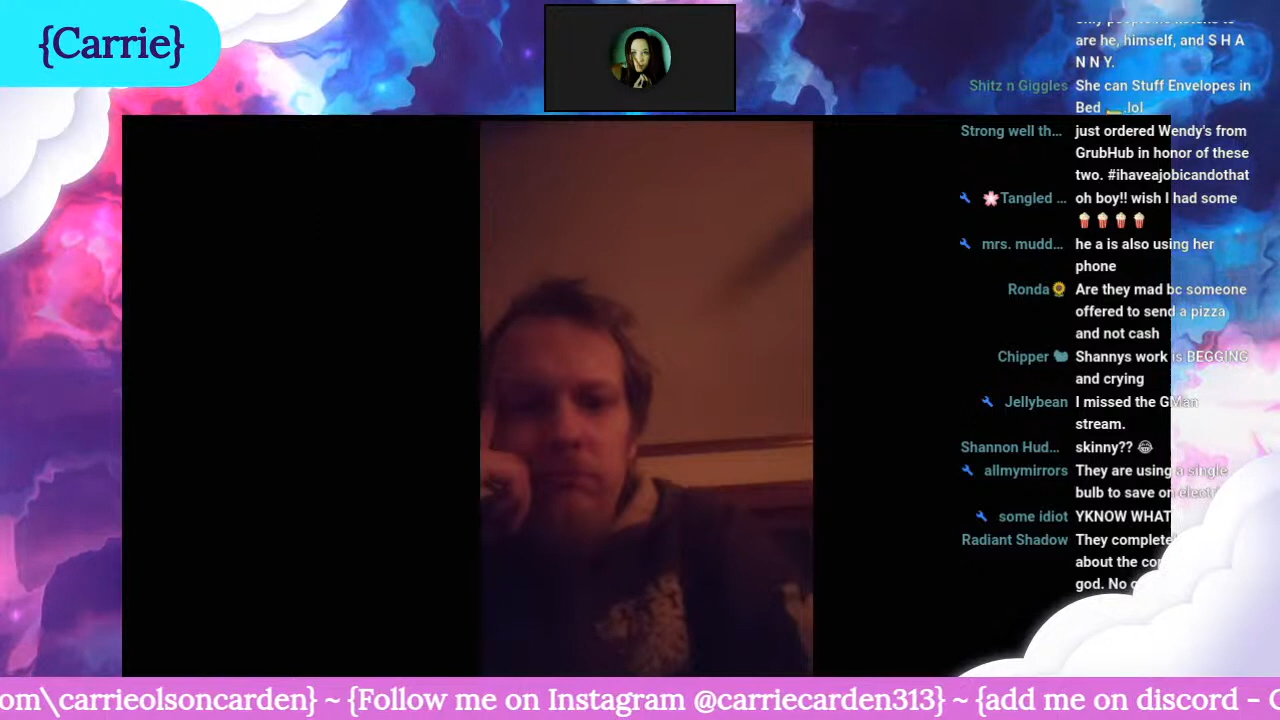 {Carrie}
are he, himself, and S H A
N N Y.
Shitz n Giggles She can Stuff Envelopes in
Bed 🛏️ .lol
Strong well th… just ordered Wendy's from
GrubHub in honor of these
two. #ihaveajobicandothat
🌸Tangled ... oh boy!! wish I had some
🍿 🍿 🍿 🍿
mrs. mudd… he a is also using her
phone
Ronda🌻 Are they mad bc someone
offered to send a pizza
and not cash
Chipper 🐿️ Shannys work is BEGGING
and crying
Jellybean I missed the GMan
stream.
Shannon Hud… skinny?? 😂
allmymirrors They are using a single
bulb to save on
some idiot YKNOW WHAT
Radiant Shadow They
about the
god. No
om\carrieolsoncarden} ~ {Follow me on Instagram @carriecarden313} ~ {add me on discord -